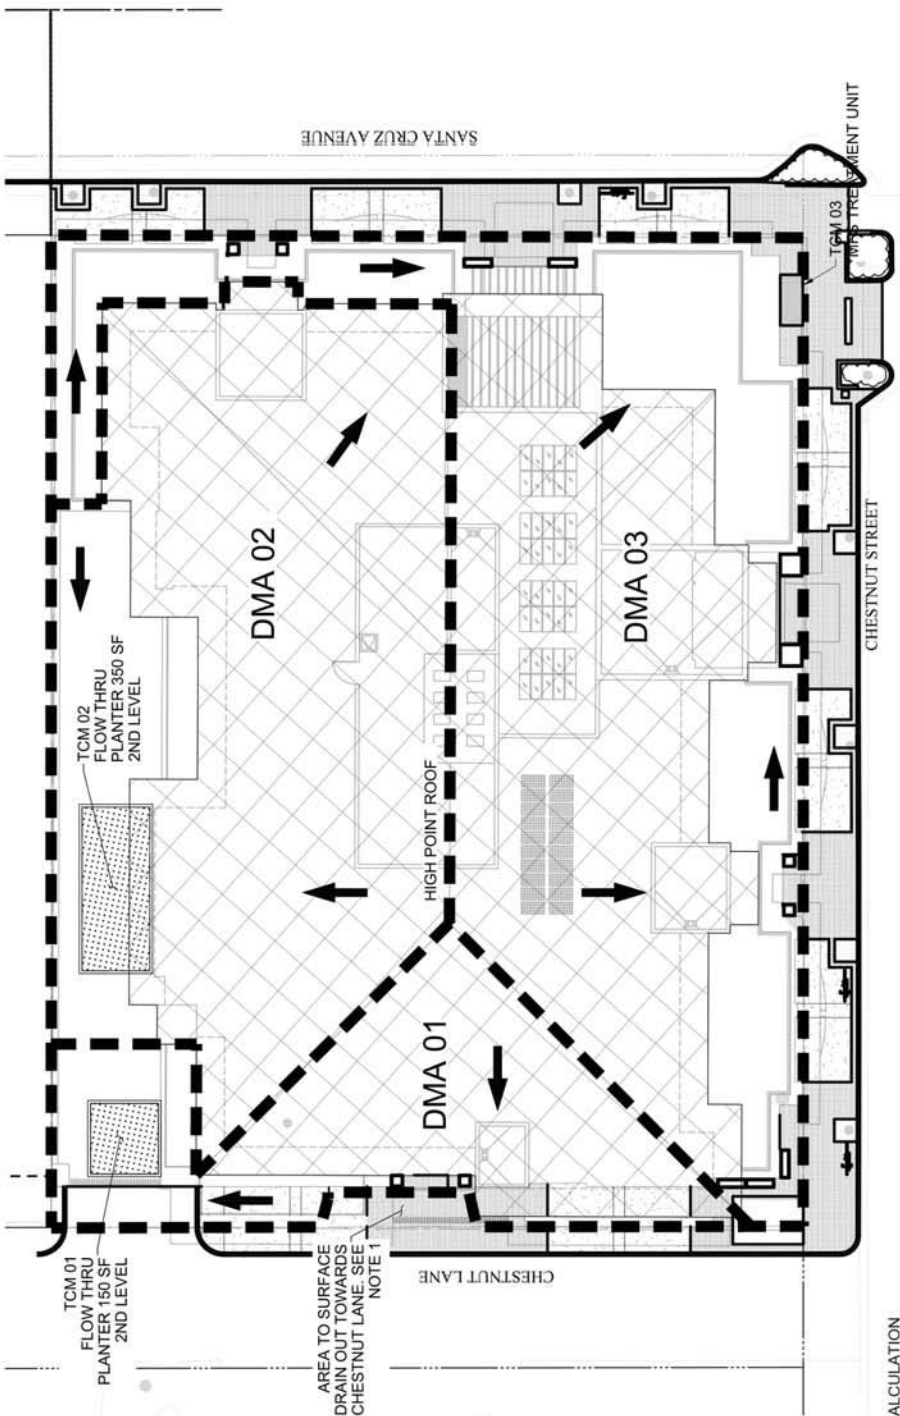 SANTA CRUZ AVENUE
TCM 03
MRS TREATMENT UNIT
DMA 02
DMA 03
CHESTNUT STREET
TCM 02
FLOW THRU
PLANTER 350 SF
2ND LEVEL
HIGH POINT ROOF
DMA 01
TCM 01
FLOW THRU
PLANTER 150 SF
2ND LEVEL
AREA TO SURFACE
DRAIN OUT TOWARDS
CHESTNUT LANE. SEE
NOTE 1
CHESTNUT LANE
ALCULATION